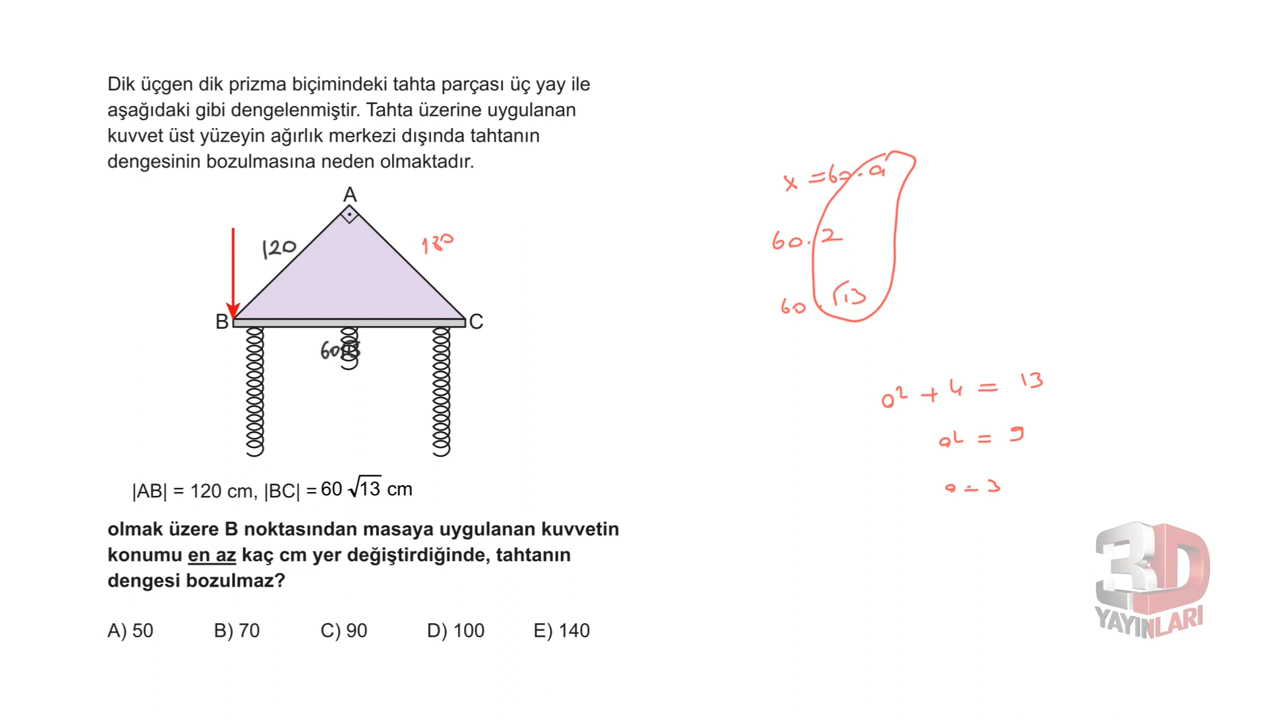 Dik üçgen dik prizma biçimindeki tahta parçası üç yay ile
aşağıdaki gibi dengelenmiştir. Tahta üzerine uygulanan
kuvvet üst yüzeyin ağırlık merkezi dışında tahtanın
dengesinin bozulmasına neden olmaktadır.
A
120
180
B
C
60√13
|AB| = 120 cm, |BC| = 60 √13 cm
olmak üzere B noktasından masaya uygulanan kuvvetin
konumu en az kaç cm yer değiştirdiğinde, tahtanın
dengesi bozulmaz?
A) 50 B) 70 C) 90 D) 100 E) 140
x = 60.a
60.2
60.√13
a² + 4 = 13
a² = 9
a = 3
3D
YAYINLARI